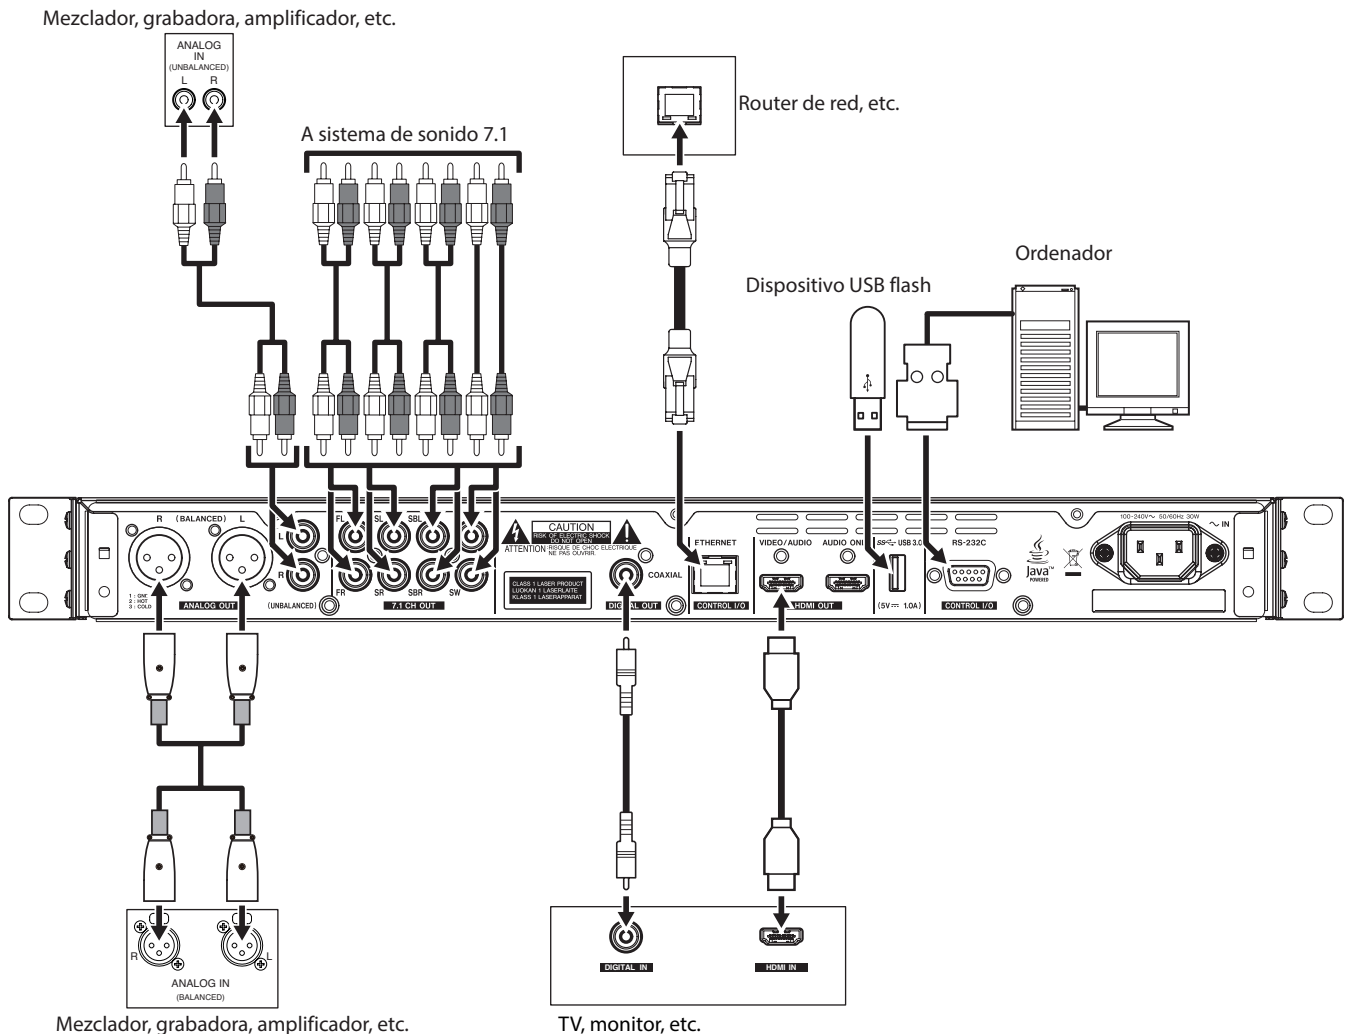 Mezclador, grabadora, amplificador, etc.
ANALOG
IN
(UNBALANCED)
L R
A sistema de sonido 7.1
Router de red, etc.
Dispositivo USB flash
Ordenador
R (BALANCED) L
1 : GND
2 : HOT
3 : COLD
ANALOG OUT
L
R
(UNBALANCED)
FL SL SBL
FR SR SBR SW
7.1 CH OUT
CAUTION
RISK OF ELECTRIC SHOCK
DO NOT OPEN
ATTENTION: RISQUE DE CHOC ELECTRIQUE
NE PAS OUVRIR.
CLASS 1 LASER PRODUCT
LUOKAN 1 LASERLAITE
KLASS 1 LASERAPPARAT
COAXIAL
DIGITAL OUT
ETHERNET
CONTROL I/O
VIDEO/AUDIO AUDIO ONLY
HDMI OUT
SS USB 3.0
(5V 1.0A)
RS-232C
CONTROL I/O
Java™
POWERED
100-240V~ 50/60Hz 30W
~ IN
R L
ANALOG IN
(BALANCED)
Mezclador, grabadora, amplificador, etc.
DIGITAL IN
HDMI IN
TV, monitor, etc.